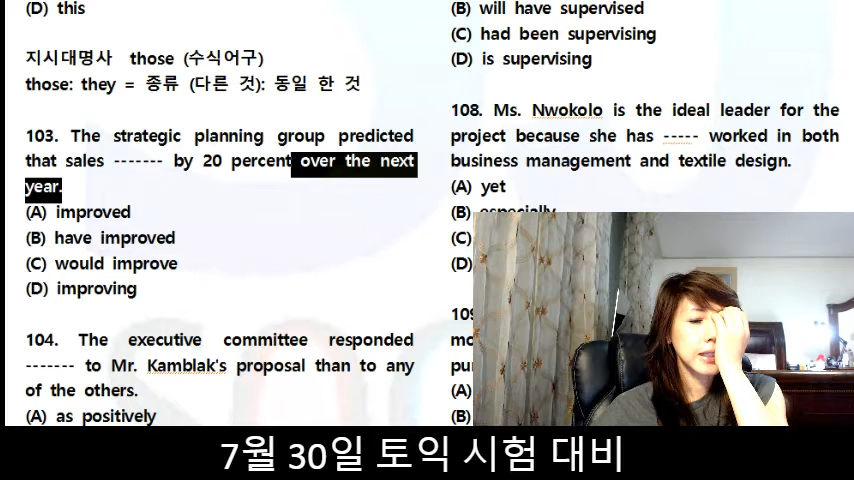 (D) this
지시대명사 those (수식어구)
those: they = 종류 (다른 것): 동일 한 것
103. The strategic planning group predicted
that sales ------- by 20 percent over the next
year.
(A) improved
(B) have improved
(C) would improve
(D) improving
104. The executive committee responded
------- to Mr. Kamblak's proposal than to any
of the others.
(A) as positively
(B) will have supervised
(C) had been supervising
(D) is supervising
108. Ms. Nwokolo is the ideal leader for the
project because she has ----- worked in both
business management and textile design.
(A) yet
(B) especially
(C)
(D)
109
(A)
(B)
7월 30일 토익 시험 대비